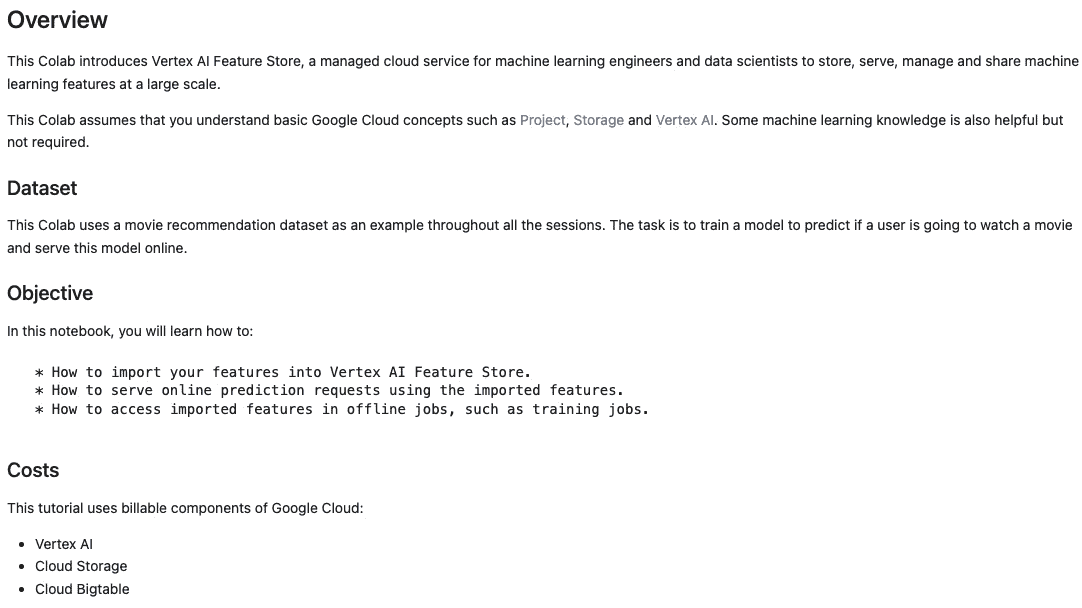 Overview
This Colab introduces Vertex AI Feature Store, a managed cloud service for machine learning engineers and data scientists to store, serve, manage and share machine
learning features at a large scale.
This Colab assumes that you understand basic Google Cloud concepts such as Project, Storage and Vertex AI. Some machine learning knowledge is also helpful but
not required.
Dataset
This Colab uses a movie recommendation dataset as an example throughout all the sessions. The task is to train a model to predict if a user is going to watch a movie
and serve this model online.
Objective
In this notebook, you will learn how to:
* How to import your features into Vertex AI Feature Store.
* How to serve online prediction requests using the imported features.
* How to access imported features in offline jobs, such as training jobs.
Costs
This tutorial uses billable components of Google Cloud:
• Vertex AI
• Cloud Storage
• Cloud Bigtable